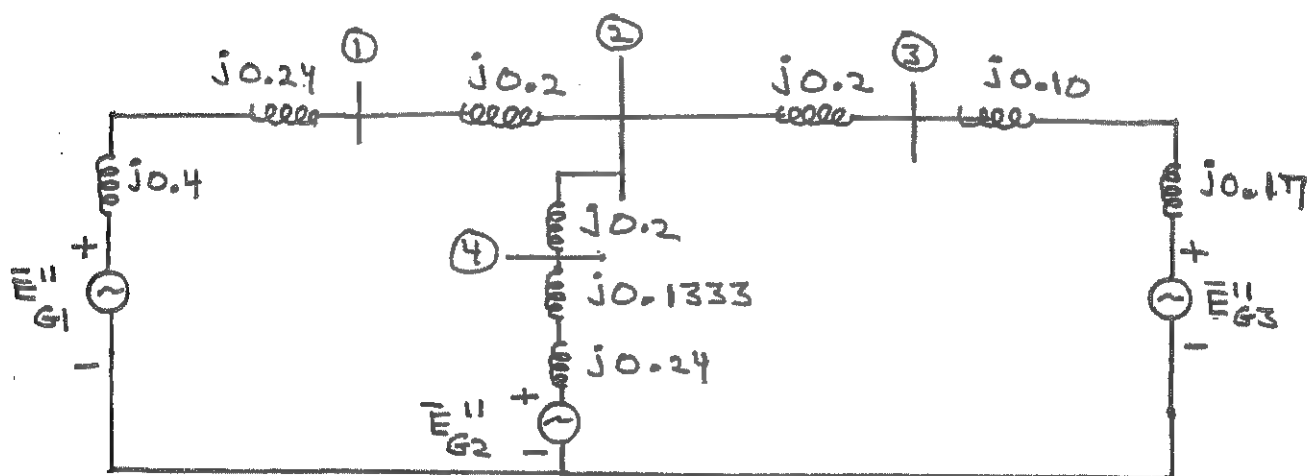 ①
②
③
j0.24
j0.2
j0.2
j0.10
j0.4
j0.2
j0.17
④
+
+
Ē"G1
j0.1333
Ē"G3
-
-
j0.24
+
Ē"G2
-